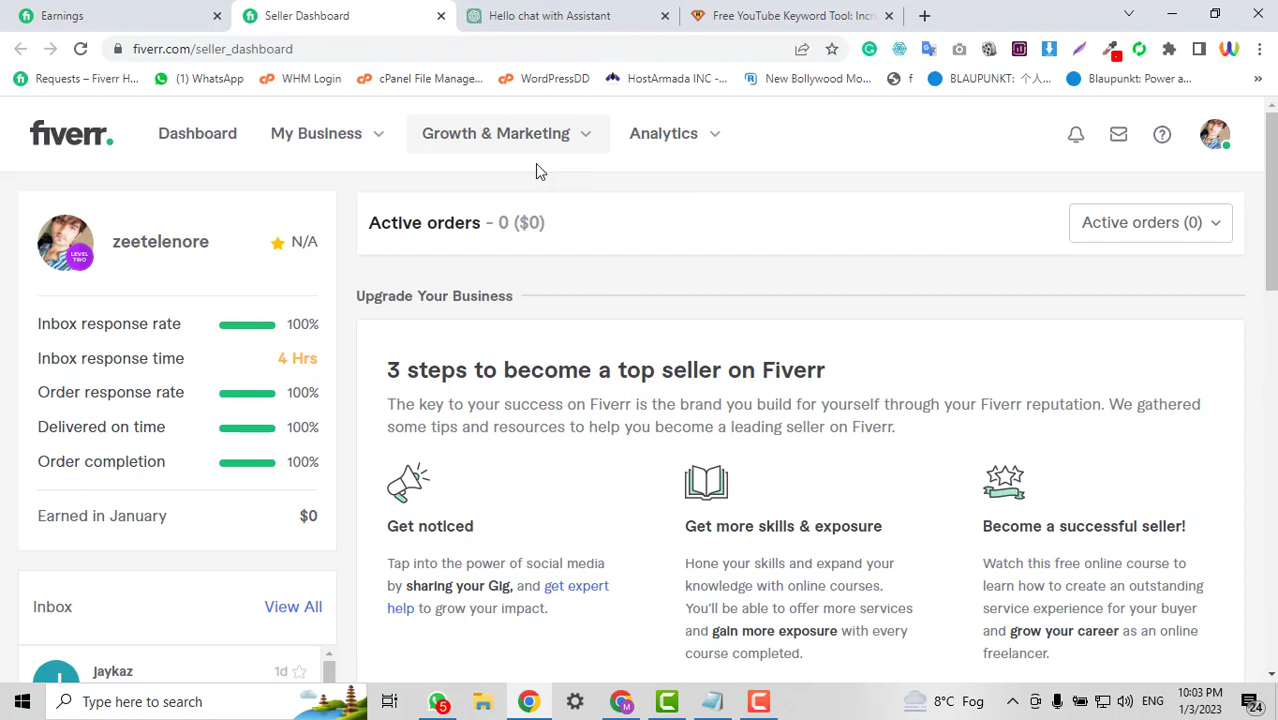 Earnings
Seller Dashboard
Hello chat with Assistant
Free YouTube Keyword Tool: Incre
fiverr.com/seller_dashboard
Requests – Fiverr H...
(1) WhatsApp
WHM Login
cPanel File Manage...
WordPressDD
HostArmada INC -...
New Bollywood Mo...
f
BLAUPUNKT: 个人...
Blaupunkt: Power a...
fiverr.
Dashboard
My Business
Growth & Marketing
Analytics
zeetelenore
N/A
LEVEL
TWO
Inbox response rate 100%
Inbox response time 4 Hrs
Order response rate 100%
Delivered on time 100%
Order completion 100%
Earned in January $0
Inbox View All
Jaykaz 1d
Active orders - 0 ($0)
Active orders (0)
Upgrade Your Business
3 steps to become a top seller on Fiverr
The key to your success on Fiverr is the brand you build for yourself through your Fiverr reputation. We gathered
some tips and resources to help you become a leading seller on Fiverr.
Get noticed
Tap into the power of social media
by sharing your Gig, and get expert
help to grow your impact.
Get more skills & exposure
Hone your skills and expand your
knowledge with online courses.
You'll be able to offer more services
and gain more exposure with every
course completed.
Become a successful seller!
Watch this free online course to
learn how to create an outstanding
service experience for your buyer
and grow your career as an online
freelancer.
Type here to search
5
8°C Fog
ENG
10:03 PM
1/3/2023
24